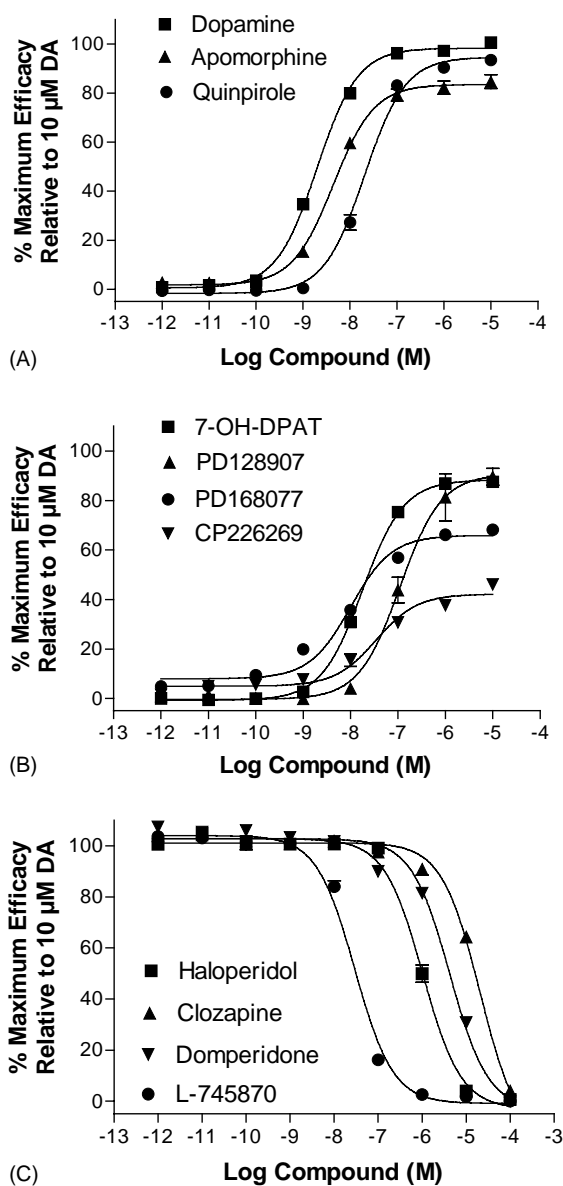 Dopamine
Apomorphine
Quinpirole
% Maximum Efficacy
Relative to 10 µM DA
100
80
60
40
20
0
-13 -12 -11 -10 -9 -8 -7 -6 -5 -4
Log Compound (M)
(A)
7-OH-DPAT
PD128907
PD168077
CP226269
% Maximum Efficacy
Relative to 10 µM DA
100
80
60
40
20
0
-13 -12 -11 -10 -9 -8 -7 -6 -5 -4
Log Compound (M)
(B)
% Maximum Efficacy
Relative to 10 µM DA
100
80
60
40
20
0
Haloperidol
Clozapine
Domperidone
L-745870
-13 -12 -11 -10 -9 -8 -7 -6 -5 -4 -3
Log Compound (M)
(C)